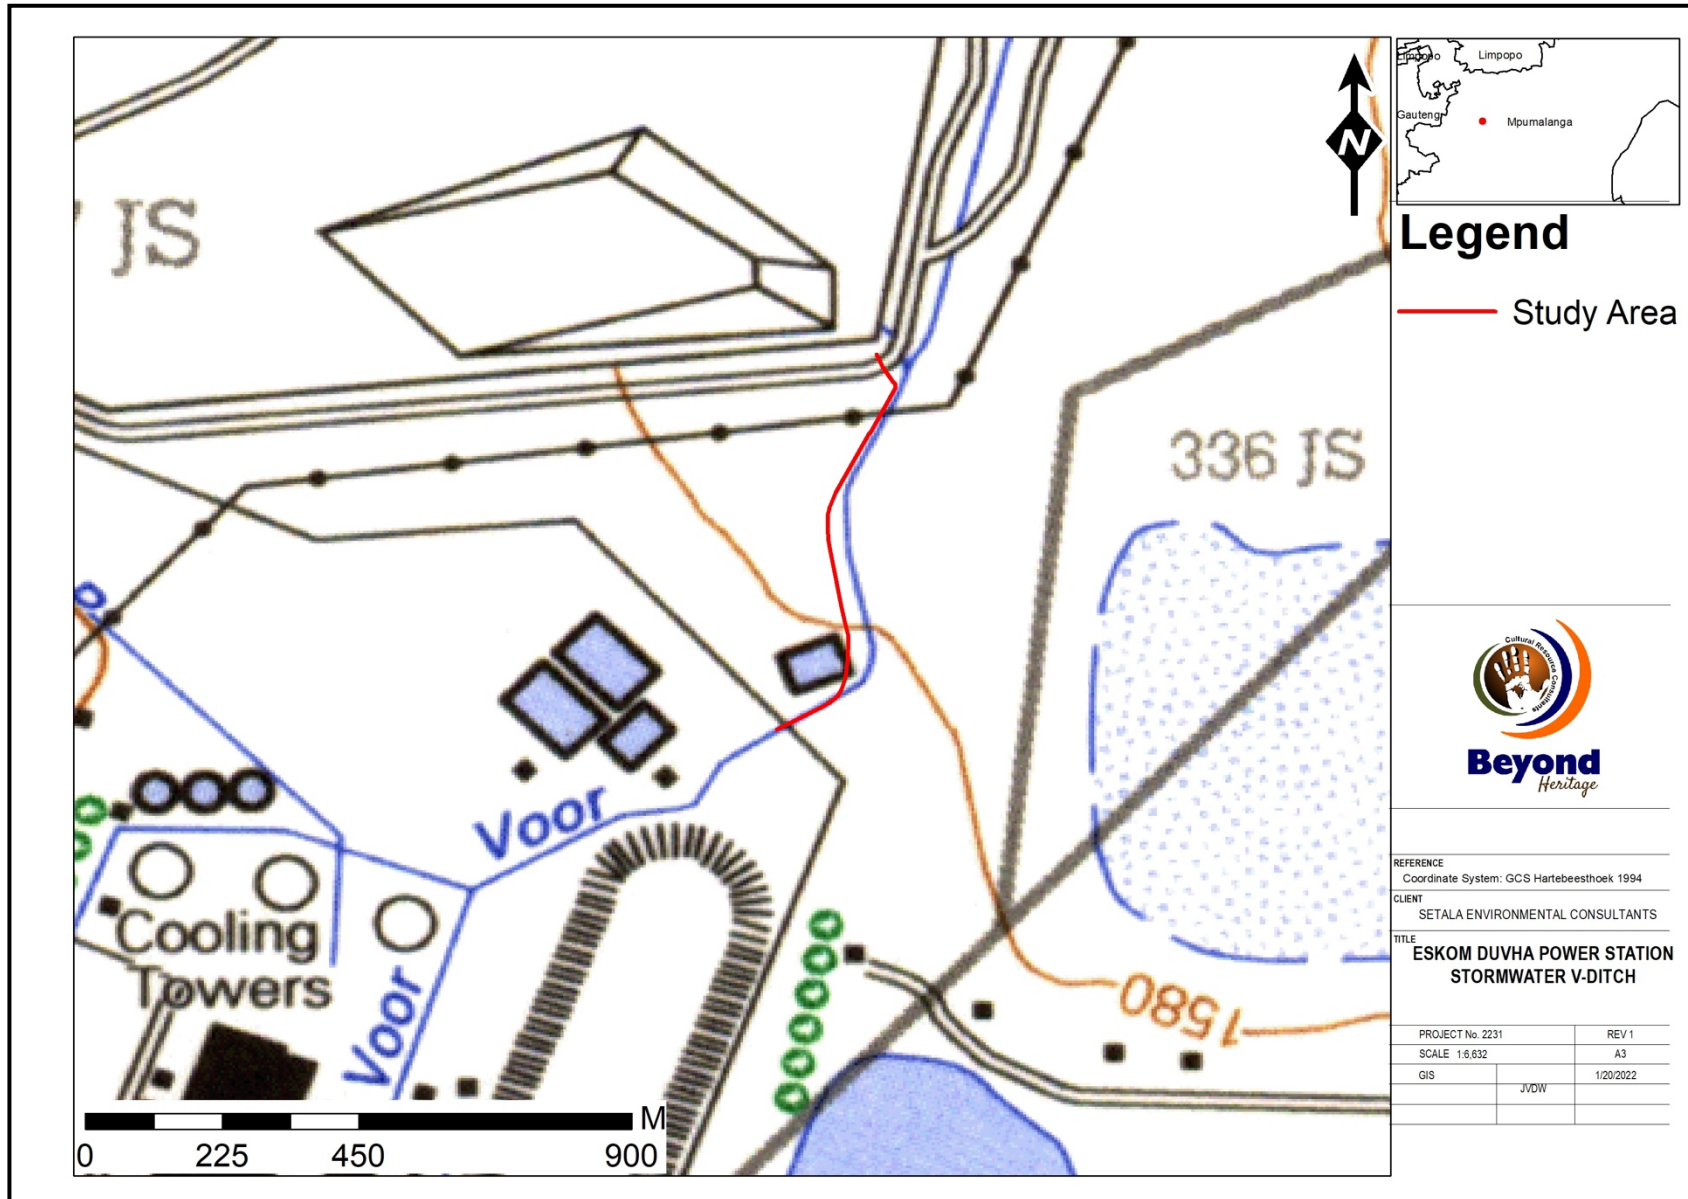 JS
336 JS
Voor
Cooling
Towers
Voor
1580
M
0 225 450 900
N
Limpopo
Limpopo
Gauteng
Mpumalanga
Legend
Study Area
Cultural Resource Consultants
Beyond
Heritage
REFERENCE
Coordinate System: GCS Hartebeesthoek 1994
CLIENT
SETALA ENVIRONMENTAL CONSULTANTS
TITLE
ESKOM DUVHA POWER STATION
STORMWATER V-DITCH
PROJECT No. 2231 REV 1
SCALE 1:6,632 A3
GIS 1/20/2022
JVDW